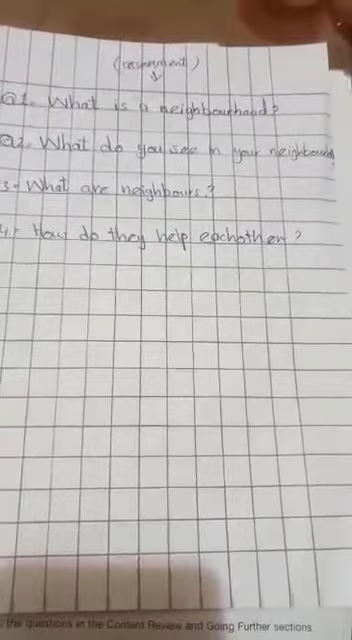 (assessment)
Q1. What is a neighbourhood?
Q2. What do you see in your neighbourhood
3- What are neighbours?
4:- How do they help eachother?
the questions in the Content Review and Going Further sections